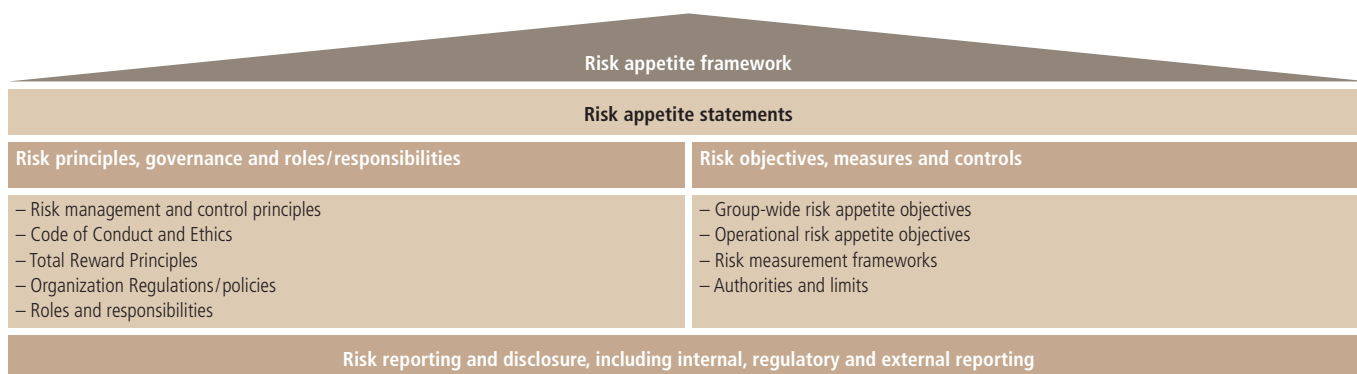 Risk appetite framework
Risk appetite statements
Risk principles, governance and roles/responsibilities
– Risk management and control principles
– Code of Conduct and Ethics
– Total Reward Principles
– Organization Regulations/policies
– Roles and responsibilities
Risk objectives, measures and controls
– Group-wide risk appetite objectives
– Operational risk appetite objectives
– Risk measurement frameworks
– Authorities and limits
Risk reporting and disclosure, including internal, regulatory and external reporting